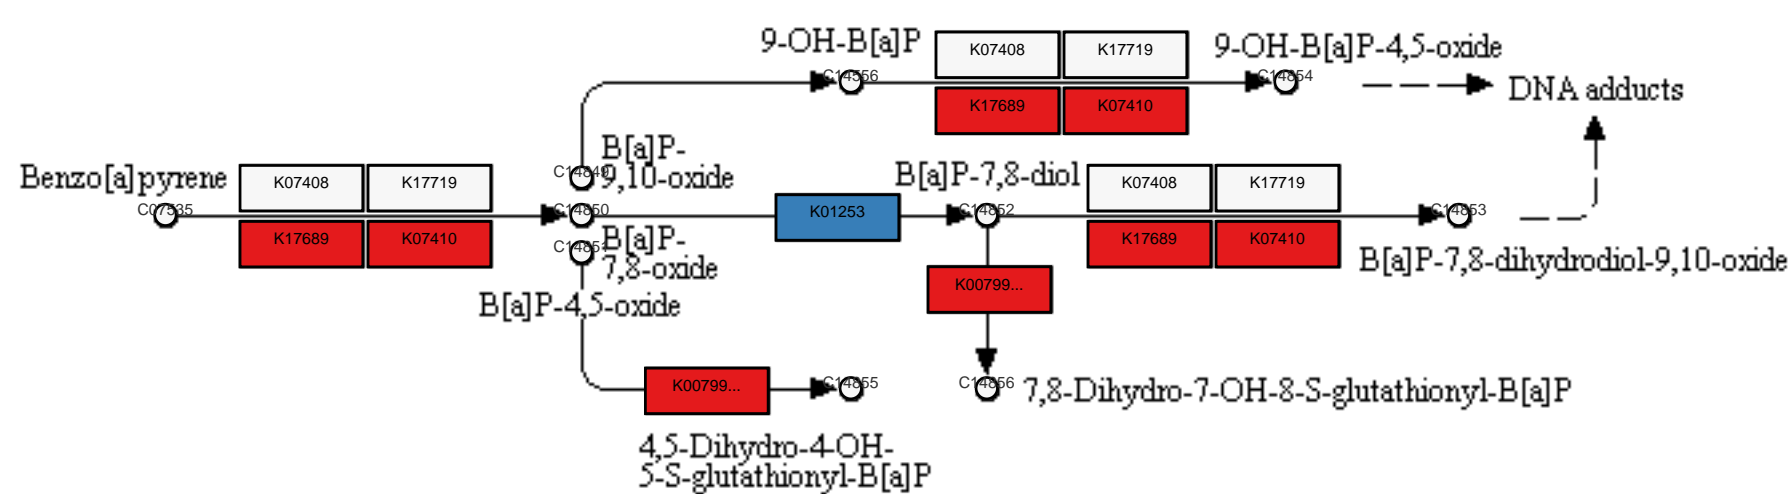 9-OH-B[a]P
K07408
K17719
9-OH-B[a]P-4,5-oxide
C14556
C14854
K17689
K07410
DNA adducts
B[a]P-
9,10-oxide
C14849
Benzo[a]pyrene
K07408
K17719
B[a]P-7,8-diol
K07408
K17719
C07535
C14850
K01253
C14852
C14853
K17689
K07410
C14851
B[a]P-
7,8-oxide
K17689
K07410
B[a]P-7,8-dihydrodiol-9,10-oxide
K00799...
B[a]P-4,5-oxide
K00799...
C14855
C14856
7,8-Dihydro-7-OH-8-S-glutathionyl-B[a]P
4,5-Dihydro-4-OH-
5-S-glutathionyl-B[a]P